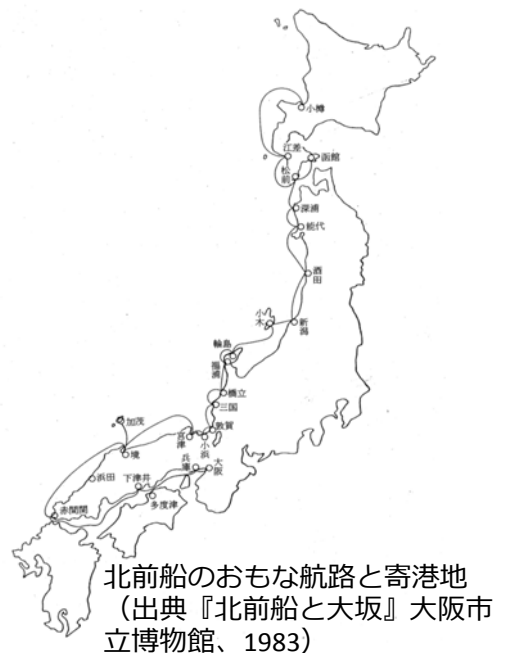 小樽
江差
函館
松前
深浦
能代
酒田
小木
新潟
輪島
福浦
橋立
三国
敦賀
小浜
宮津
加茂
境
浜田
兵庫
大阪
下津井
多度津
赤間関
北前船のおもな航路と寄港地
（出典『北前船と大坂』大阪市
立博物館、1983）